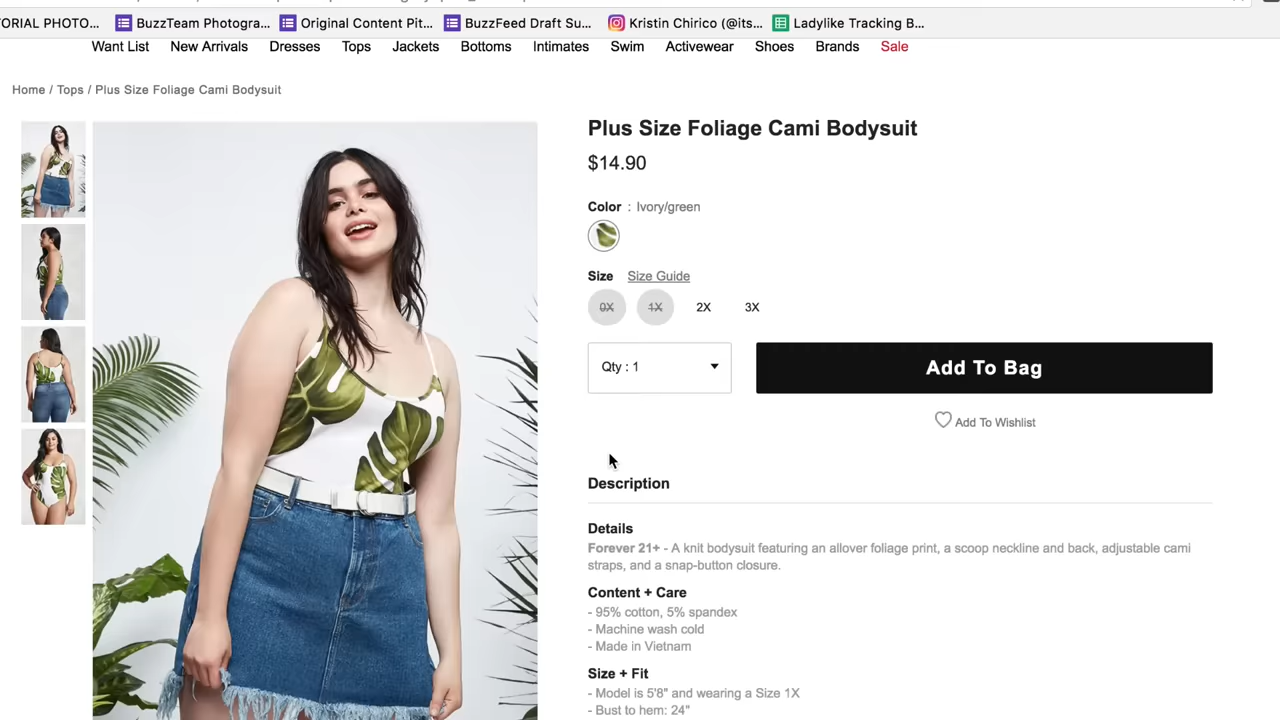 TORIAL PHOTO... BuzzTeam Photogra... Original Content Pit... BuzzFeed Draft Su... Kristin Chirico (@its... Ladylike Tracking B...
Want List New Arrivals Dresses Tops Jackets Bottoms Intimates Swim Activewear Shoes Brands Sale
Home / Tops / Plus Size Foliage Cami Bodysuit
Plus Size Foliage Cami Bodysuit
$14.90
Color : Ivory/green
Size Size Guide
0X 1X 2X 3X
Qty : 1 Add To Bag
Add To Wishlist
Description
Details
Forever 21+ - A knit bodysuit featuring an allover foliage print, a scoop neckline and back, adjustable cami
straps, and a snap-button closure.
Content + Care
- 95% cotton, 5% spandex
- Machine wash cold
- Made in Vietnam
Size + Fit
- Model is 5'8" and wearing a Size 1X
- Bust to hem: 24"